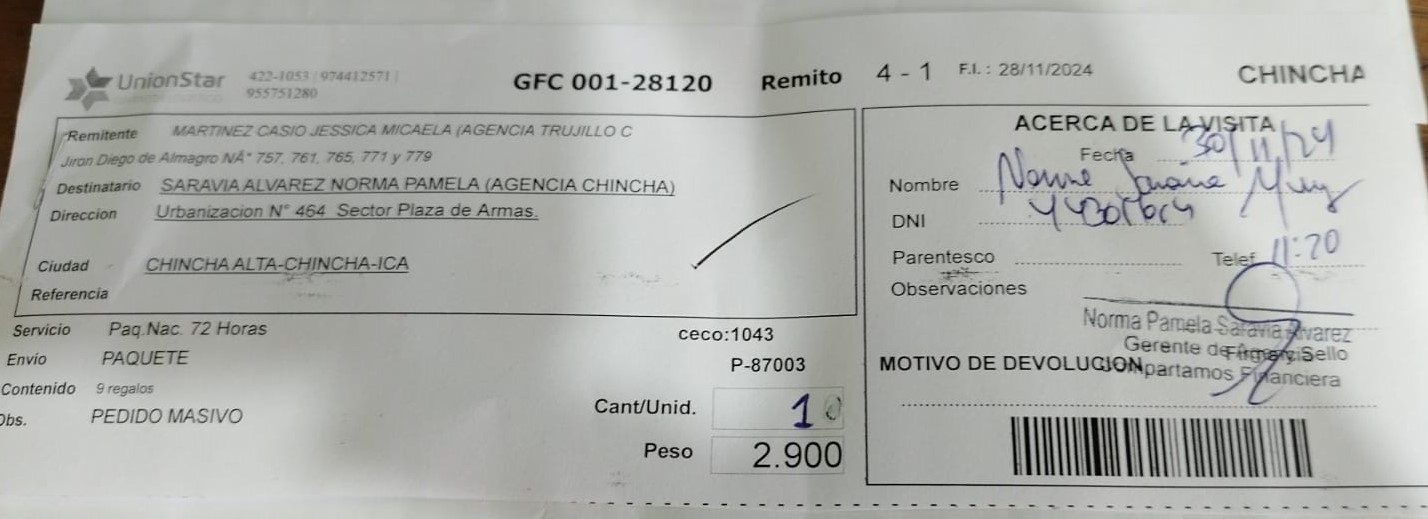 UnionStar 422-1053 | 974412571 |
955751280
GFC 001-28120 Remito 4 - 1 F.I. : 28/11/2024 CHINCHA
Remitente MARTINEZ CASIO JESSICA MICAELA (AGENCIA TRUJILLO C
Jiron Diego de Almagro NÂ° 757, 761, 765, 771 y 779
Destinatario SARAVIA ALVAREZ NORMA PAMELA (AGENCIA CHINCHA)
Direccion Urbanizacion N° 464 Sector Plaza de Armas.
Ciudad CHINCHA ALTA-CHINCHA-ICA
Referencia
Servicio Paq.Nac. 72 Horas
Envio PAQUETE
Contenido 9 regalos
Obs. PEDIDO MASIVO
ceco:1043
P-87003
Cant/Unid. 1
Peso 2.900
ACERCA DE LA VISITA
Fecha 30/11/24
Nombre
DNI
Parentesco Telef 11:20
Observaciones
Norma Pamela Saravia Alvarez
Gerente de Agencia
Firma y Sello
Compartamos Financiera
MOTIVO DE DEVOLUCION